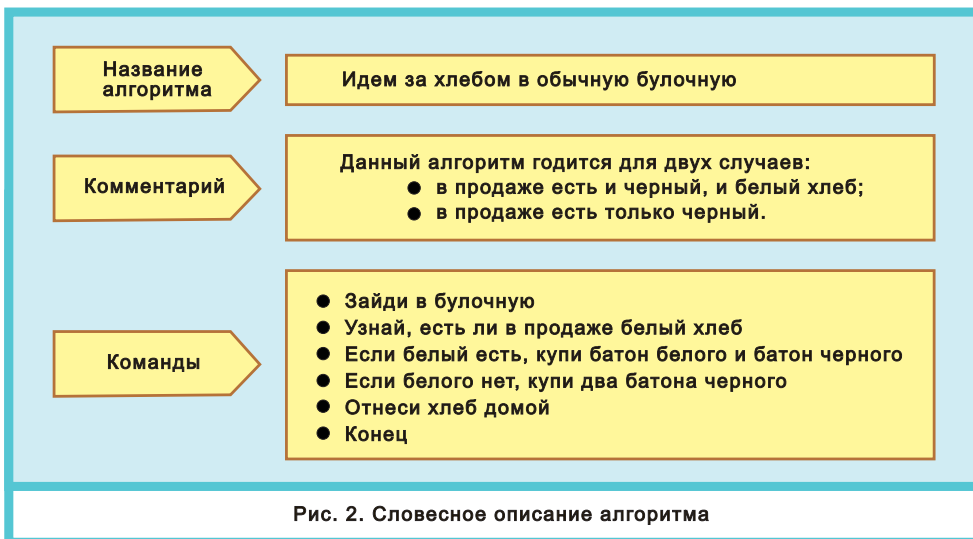 Название
алгоритма
Идем за хлебом в обычную булочную
Комментарий
Данный алгоритм годится для двух случаев:
● в продаже есть и черный, и белый хлеб;
● в продаже есть только черный.
Команды
● Зайди в булочную
● Узнай, есть ли в продаже белый хлеб
● Если белый есть, купи батон белого и батон черного
● Если белого нет, купи два батона черного
● Отнеси хлеб домой
● Конец
Рис. 2. Словесное описание алгоритма